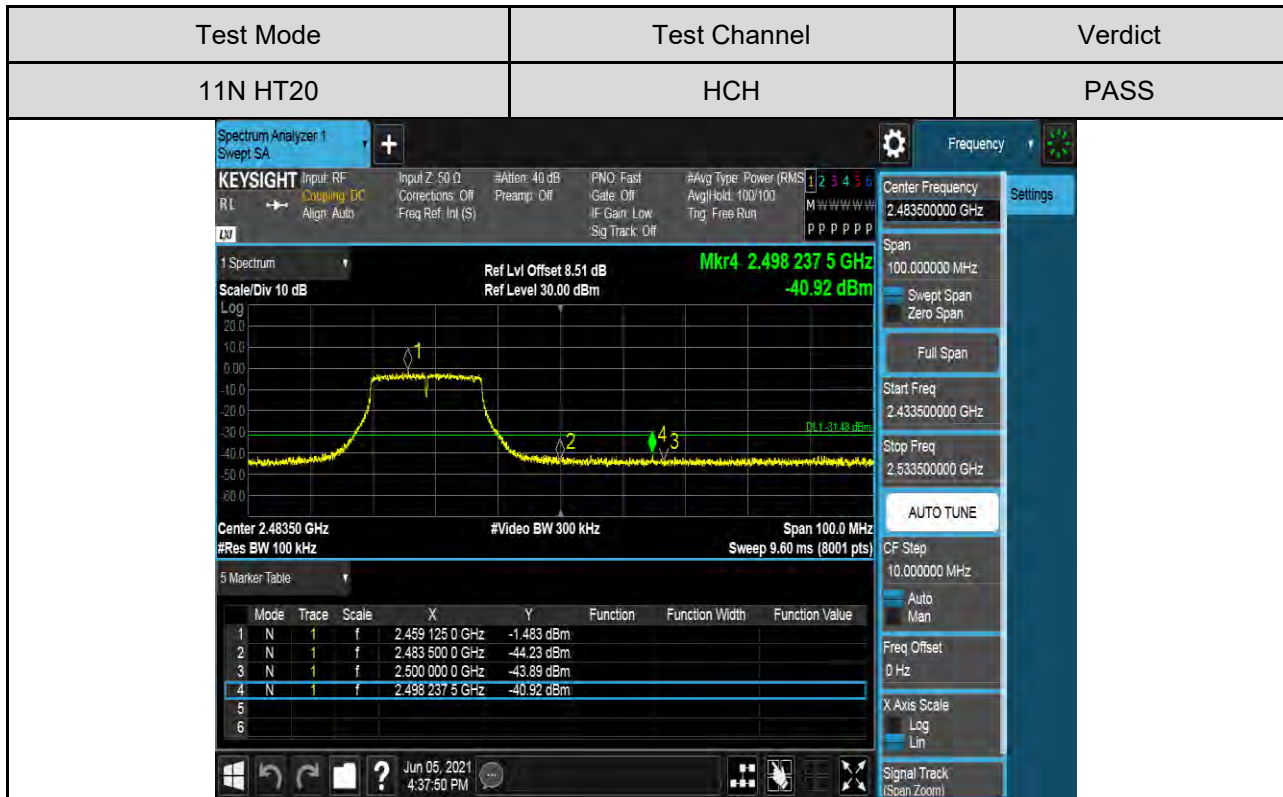 Test Mode Test Channel Verdict
11N HT20 HCH PASS
Spectrum Analyzer 1
Swept SA
+
Frequency
KEYSIGHT Input: RF Input Z: 50 Ω #Atten: 40 dB PNO: Fast #Avg Type: Power (RMS 1 2 3 4 5 6
RL Coupling: DC Corrections: Off Preamp: Off Gate: Off Avg|Hold: 100/100 M W W W W W
Align: Auto Freq Ref: Int (S) IF Gain: Low Trig: Free Run
LXI Sig Track: Off P P P P P P
Center Frequency
2.483500000 GHz
Settings
1 Spectrum Ref Lvl Offset 8.51 dB Mkr4 2.498 237 5 GHz
Scale/Div 10 dB Ref Level 30.00 dBm -40.92 dBm
Log
20.0
10.0
0.00
-10.0
-20.0
-30.0
-40.0
-50.0
-60.0
1
2
4
3
DL1 -31.48 dBm
Center 2.48350 GHz #Video BW 300 kHz Span 100.0 MHz
#Res BW 100 kHz Sweep 9.60 ms (8001 pts)
Span
100.000000 MHz
Swept Span
Zero Span
Full Span
Start Freq
2.433500000 GHz
Stop Freq
2.533500000 GHz
AUTO TUNE
CF Step
10.000000 MHz
Auto
Man
Freq Offset
0 Hz
X Axis Scale
Log
Lin
Signal Track
(Span Zoom)
5 Marker Table
Mode Trace Scale X Y Function Function Width Function Value
1 N 1 f 2.459 125 0 GHz -1.483 dBm
2 N 1 f 2.483 500 0 GHz -44.23 dBm
3 N 1 f 2.500 000 0 GHz -43.89 dBm
4 N 1 f 2.498 237 5 GHz -40.92 dBm
5
6
? Jun 05, 2021
4:37:50 PM